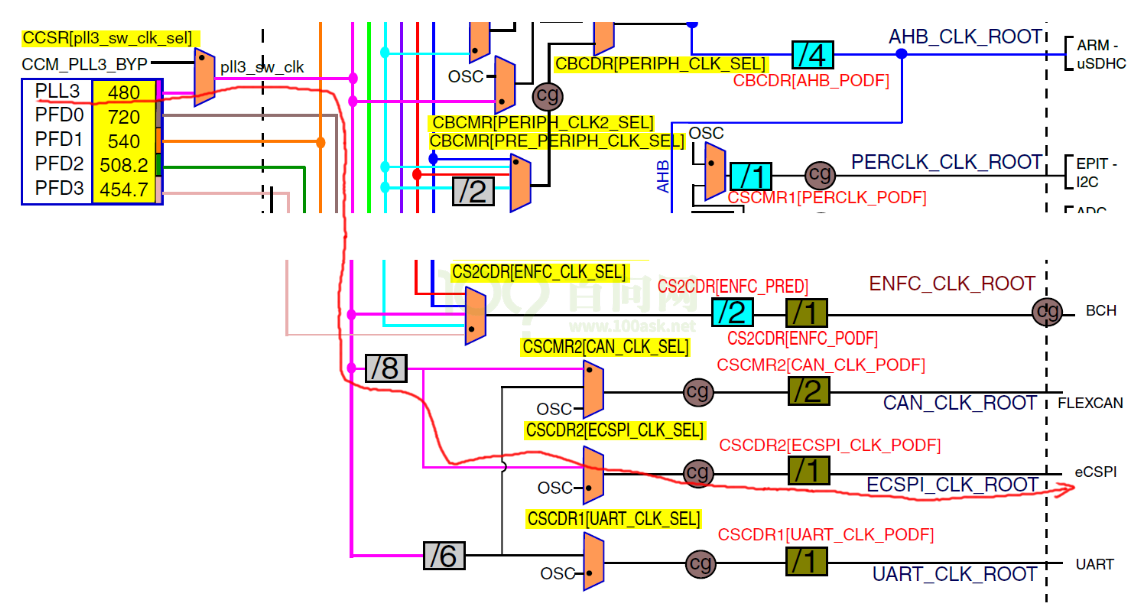 CCSR[pll3_sw_clk_sel]
CCM_PLL3_BYP
pll3_sw_clk
PLL3 480
PFD0 720
PFD1 540
PFD2 508.2
PFD3 454.7
OSC
cg
CBCDR[PERIPH_CLK_SEL]
/4
CBCDR[AHB_PODF]
AHB_CLK_ROOT
ARM -
uSDHC
CBCMR[PERIPH_CLK2_SEL]
CBCMR[PRE_PERIPH_CLK_SEL]
/2
AHB
OSC
/1
cg
CSCMR1[PERCLK_PODF]
PERCLK_CLK_ROOT
EPIT -
I2C
ADC
CS2CDR[ENFC_CLK_SEL]
CS2CDR[ENFC_PRED]
/2
/1
CS2CDR[ENFC_PODF]
ENFC_CLK_ROOT
cg
BCH
100? 百问网
www.100ask.net
/8
CSCMR2[CAN_CLK_SEL]
OSC
cg
CSCMR2[CAN_CLK_PODF]
/2
CAN_CLK_ROOT
FLEXCAN
CSCDR2[ECSPI_CLK_SEL]
OSC
cg
CSCDR2[ECSPI_CLK_PODF]
/1
ECSPI_CLK_ROOT
eCSPI
/6
CSCDR1[UART_CLK_SEL]
OSC
cg
CSCDR1[UART_CLK_PODF]
/1
UART_CLK_ROOT
UART